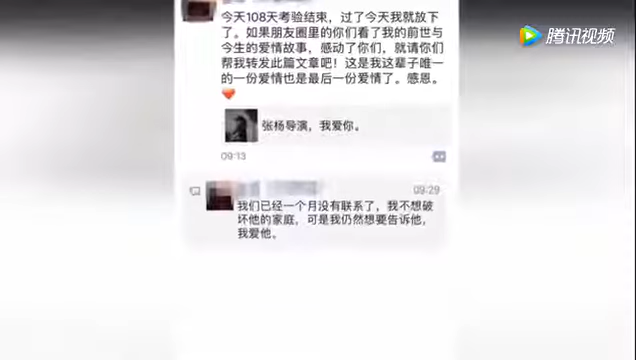 腾讯视频
今天108天考验结束，过了今天我就放下
了。如果朋友圈里的你们看了我的前世与
今生的爱情故事，感动了你们，就请你们
帮我转发此篇文章吧！这是我这辈子唯一
的一份爱情也是最后一份爱情了。感恩。
张杨导演，我爱你。
09:13
09:29
我们已经一个月没有联系了，我不想破
坏他的家庭，可是我仍然想要告诉他，
我爱他。